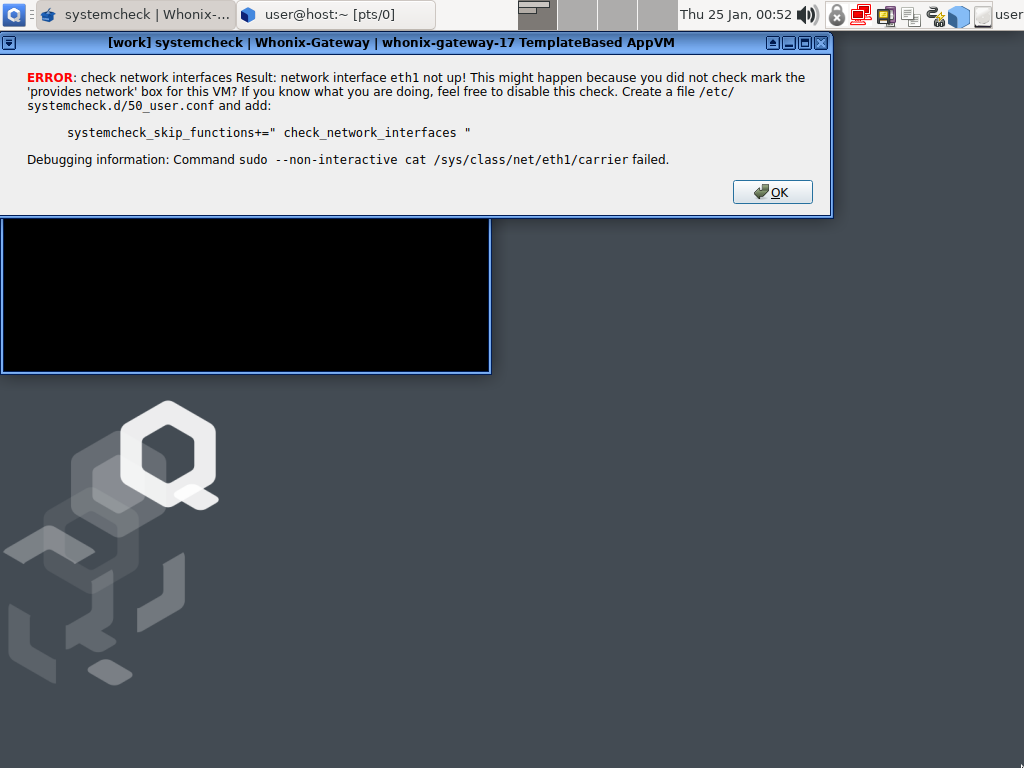 systemcheck | Whonix-...
user@host:~ [pts/0]
Thu 25 Jan, 00:52
user
[work] systemcheck | Whonix-Gateway | whonix-gateway-17 TemplateBased AppVM
ERROR: check network interfaces Result: network interface eth1 not up! This might happen because you did not check mark the
'provides network' box for this VM? If you know what you are doing, feel free to disable this check. Create a file /etc/
systemcheck.d/50_user.conf and add:
systemcheck_skip_functions+=" check_network_interfaces "
Debugging information: Command sudo --non-interactive cat /sys/class/net/eth1/carrier failed.
OK